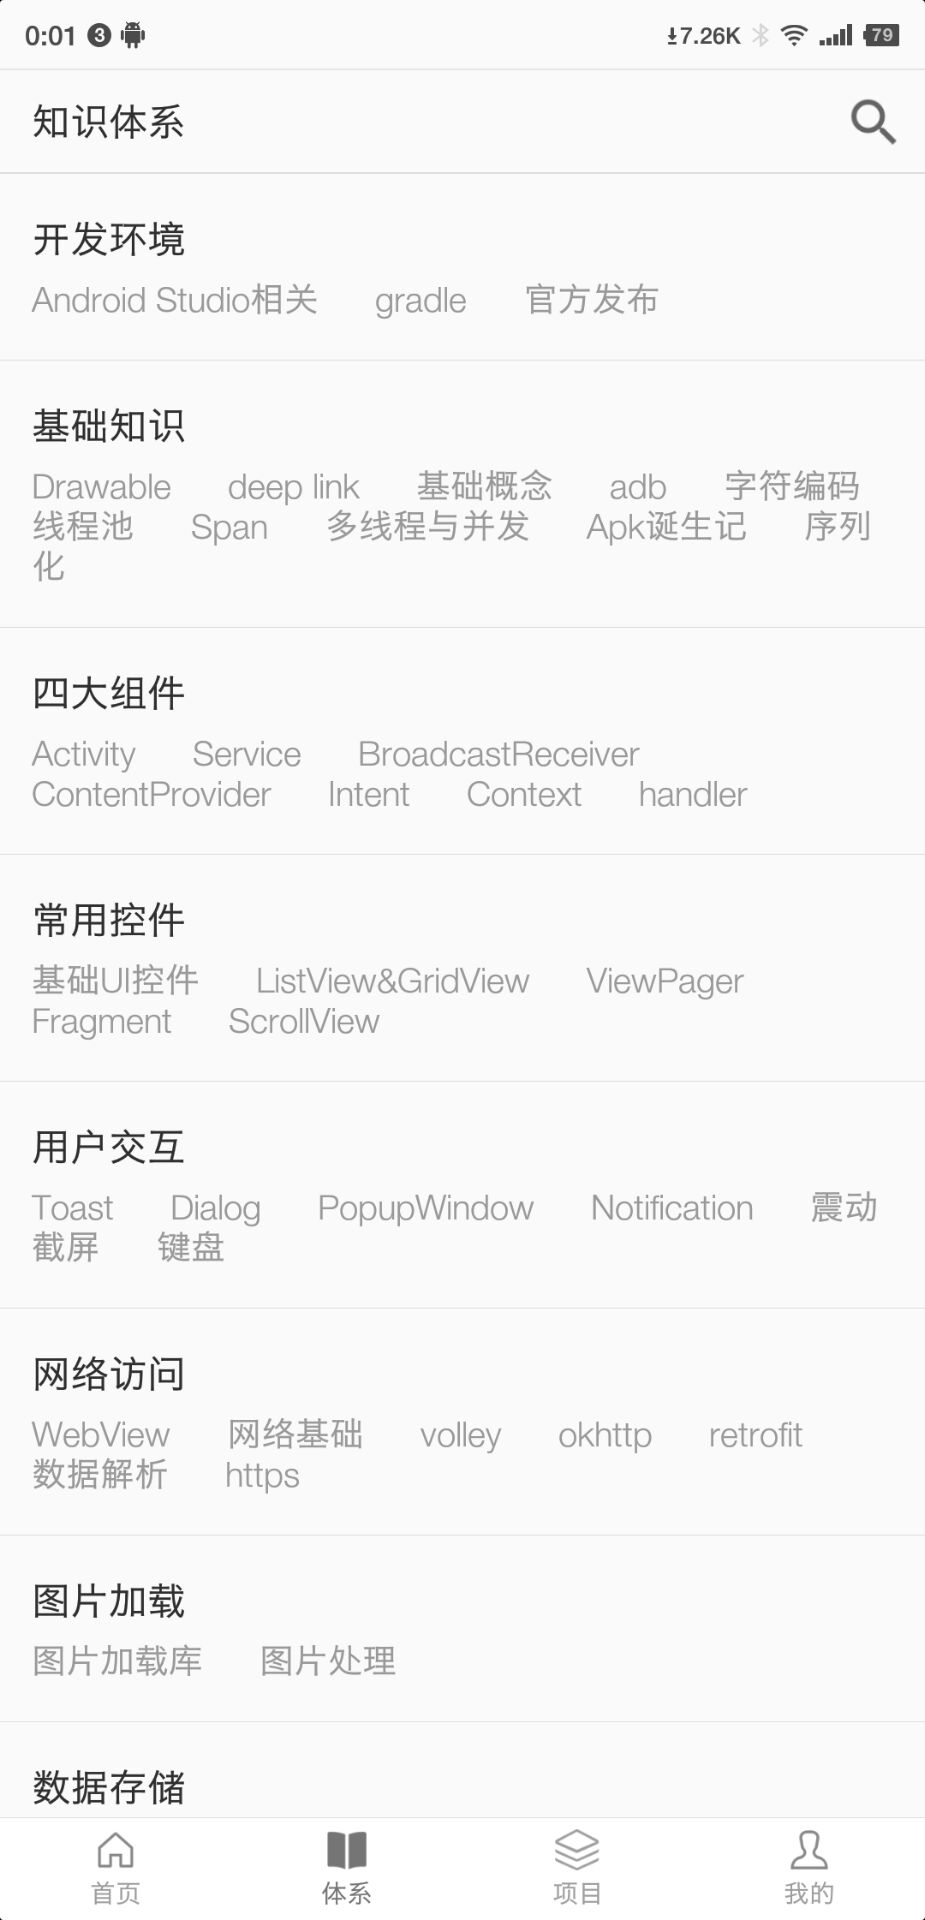 0:01 3 7.26K 79
知识体系
开发环境
Android Studio相关 gradle 官方发布
基础知识
Drawable deep link 基础概念 adb 字符编码
线程池 Span 多线程与并发 Apk诞生记 序列
化
四大组件
Activity Service BroadcastReceiver
ContentProvider Intent Context handler
常用控件
基础UI控件 ListView&GridView ViewPager
Fragment ScrollView
用户交互
Toast Dialog PopupWindow Notification 震动
截屏 键盘
网络访问
WebView 网络基础 volley okhttp retrofit
数据解析 https
图片加载
图片加载库 图片处理
数据存储
首页 体系 项目 我的